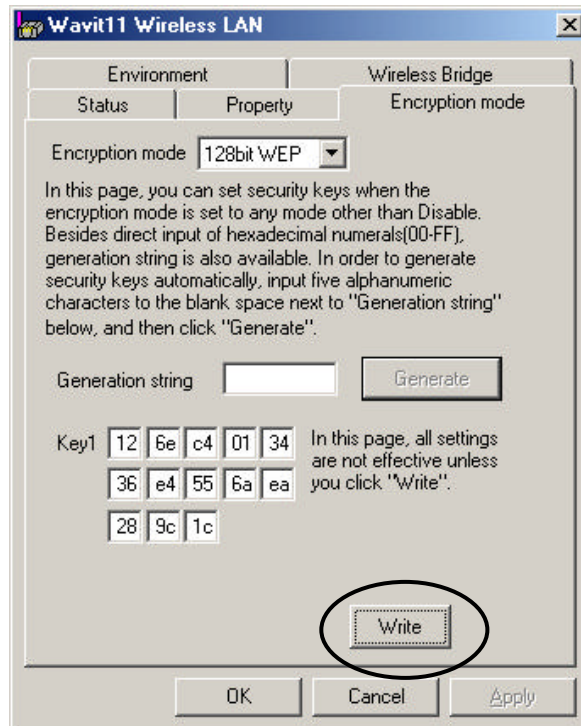 Wavit11 Wireless LAN
Environment Wireless Bridge
Status Property Encryption mode
Encryption mode 128bit WEP
In this page, you can set security keys when the
encryption mode is set to any mode other than Disable.
Besides direct input of hexadecimal numerals(00-FF),
generation string is also available. In order to generate
security keys automatically, input five alphanumeric
characters to the blank space next to "Generation string"
below, and then click "Generate".
Generation string Generate
Key1 12 6e c4 01 34
36 e4 55 6a ea
28 9c 1c
In this page, all settings
are not effective unless
you click "Write".
Write
OK Cancel Apply